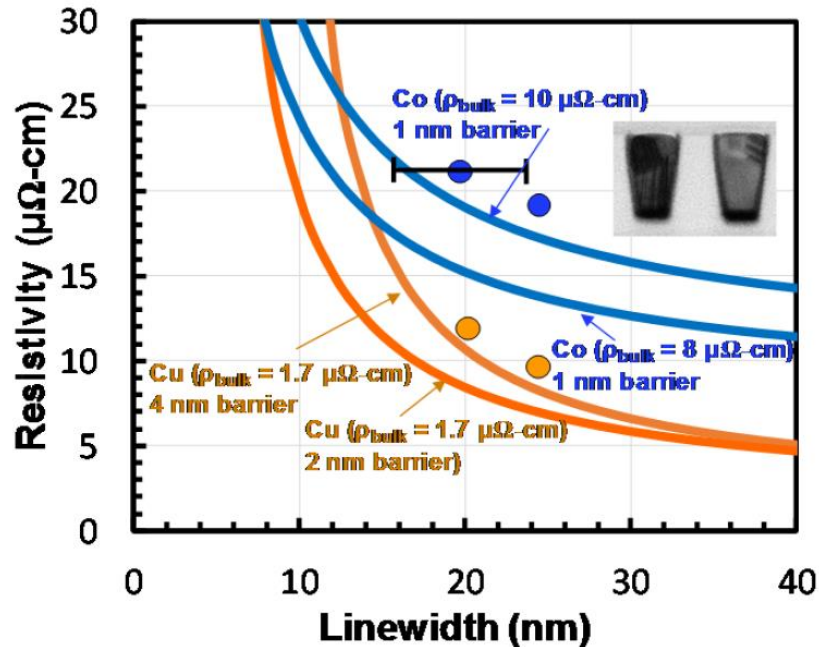 30
25
20
15
10
5
0
Resistivity (μΩ-cm)
Co (ρbulk = 10 μΩ-cm)
1 nm barrier
Cu (ρbulk = 1.7 μΩ-cm)
4 nm barrier
Co (ρbulk = 8 μΩ-cm)
1 nm barrier
Cu (ρbulk = 1.7 μΩ-cm)
2 nm barrier)
0 10 20 30 40
Linewidth (nm)